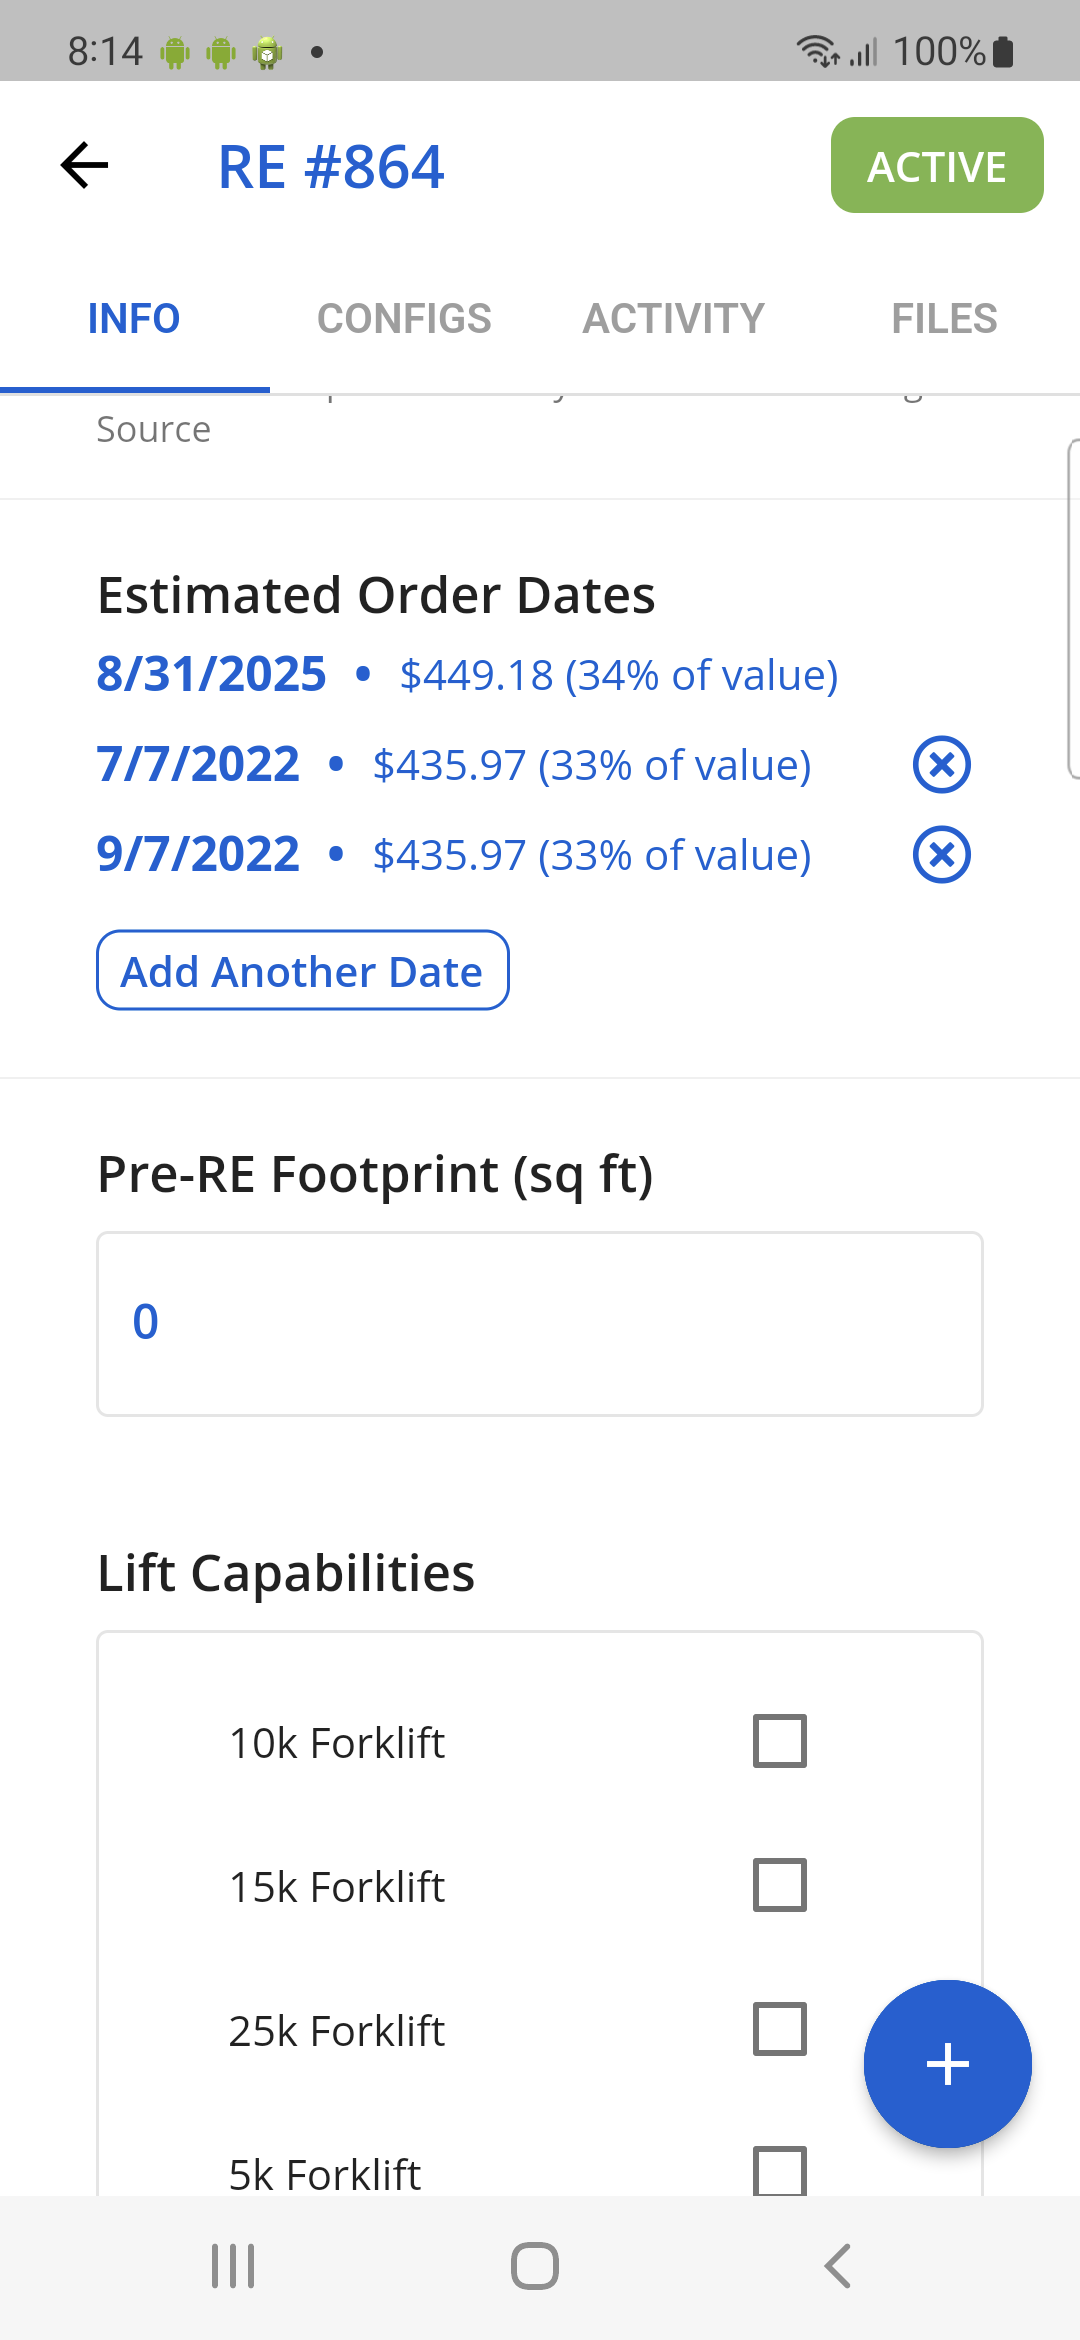 8:14
100%
RE #864
ACTIVE
INFO
CONFIGS
ACTIVITY
FILES
Source
Estimated Order Dates
8/31/2025 • $449.18 (34% of value)
7/7/2022 • $435.97 (33% of value)
9/7/2022 • $435.97 (33% of value)
Add Another Date
Pre-RE Footprint (sq ft)
0
Lift Capabilities
10k Forklift
15k Forklift
25k Forklift
5k Forklift